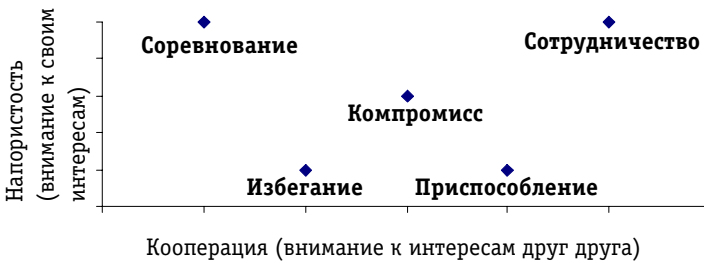 Напористость
(внимание к своим
интересам)
Соревнование
Сотрудничество
Компромисс
Избегание
Приспособление
Кооперация (внимание к интересам друг друга)